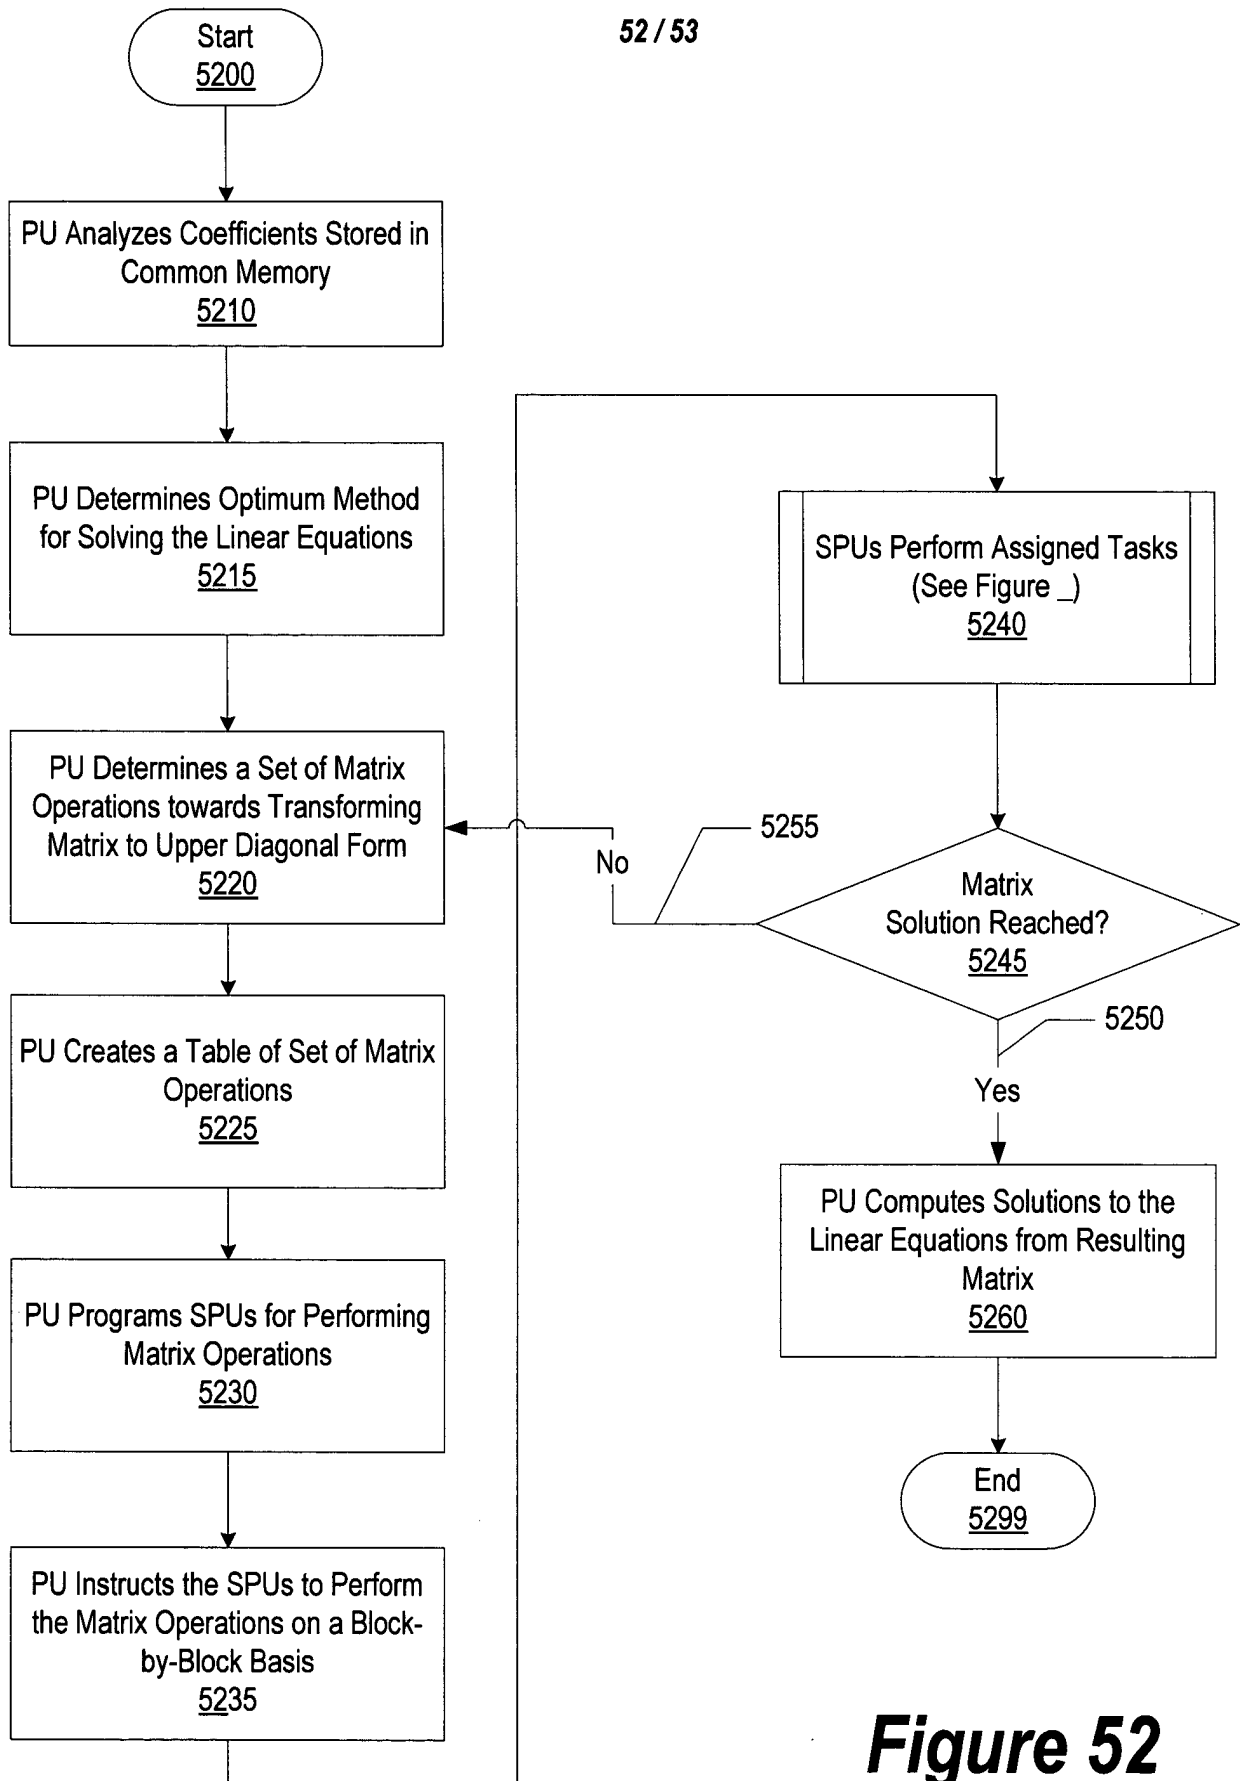 52 / 53
Start
5200
PU Analyzes Coefficients Stored in
Common Memory
5210
PU Determines Optimum Method
for Solving the Linear Equations
5215
PU Determines a Set of Matrix
Operations towards Transforming
Matrix to Upper Diagonal Form
5220
PU Creates a Table of Set of Matrix
Operations
5225
PU Programs SPUs for Performing
Matrix Operations
5230
PU Instructs the SPUs to Perform
the Matrix Operations on a Block-
by-Block Basis
5235
SPUs Perform Assigned Tasks
(See Figure _)
5240
5255
No
Matrix
Solution Reached?
5245
5250
Yes
PU Computes Solutions to the
Linear Equations from Resulting
Matrix
5260
End
5299
Figure 52